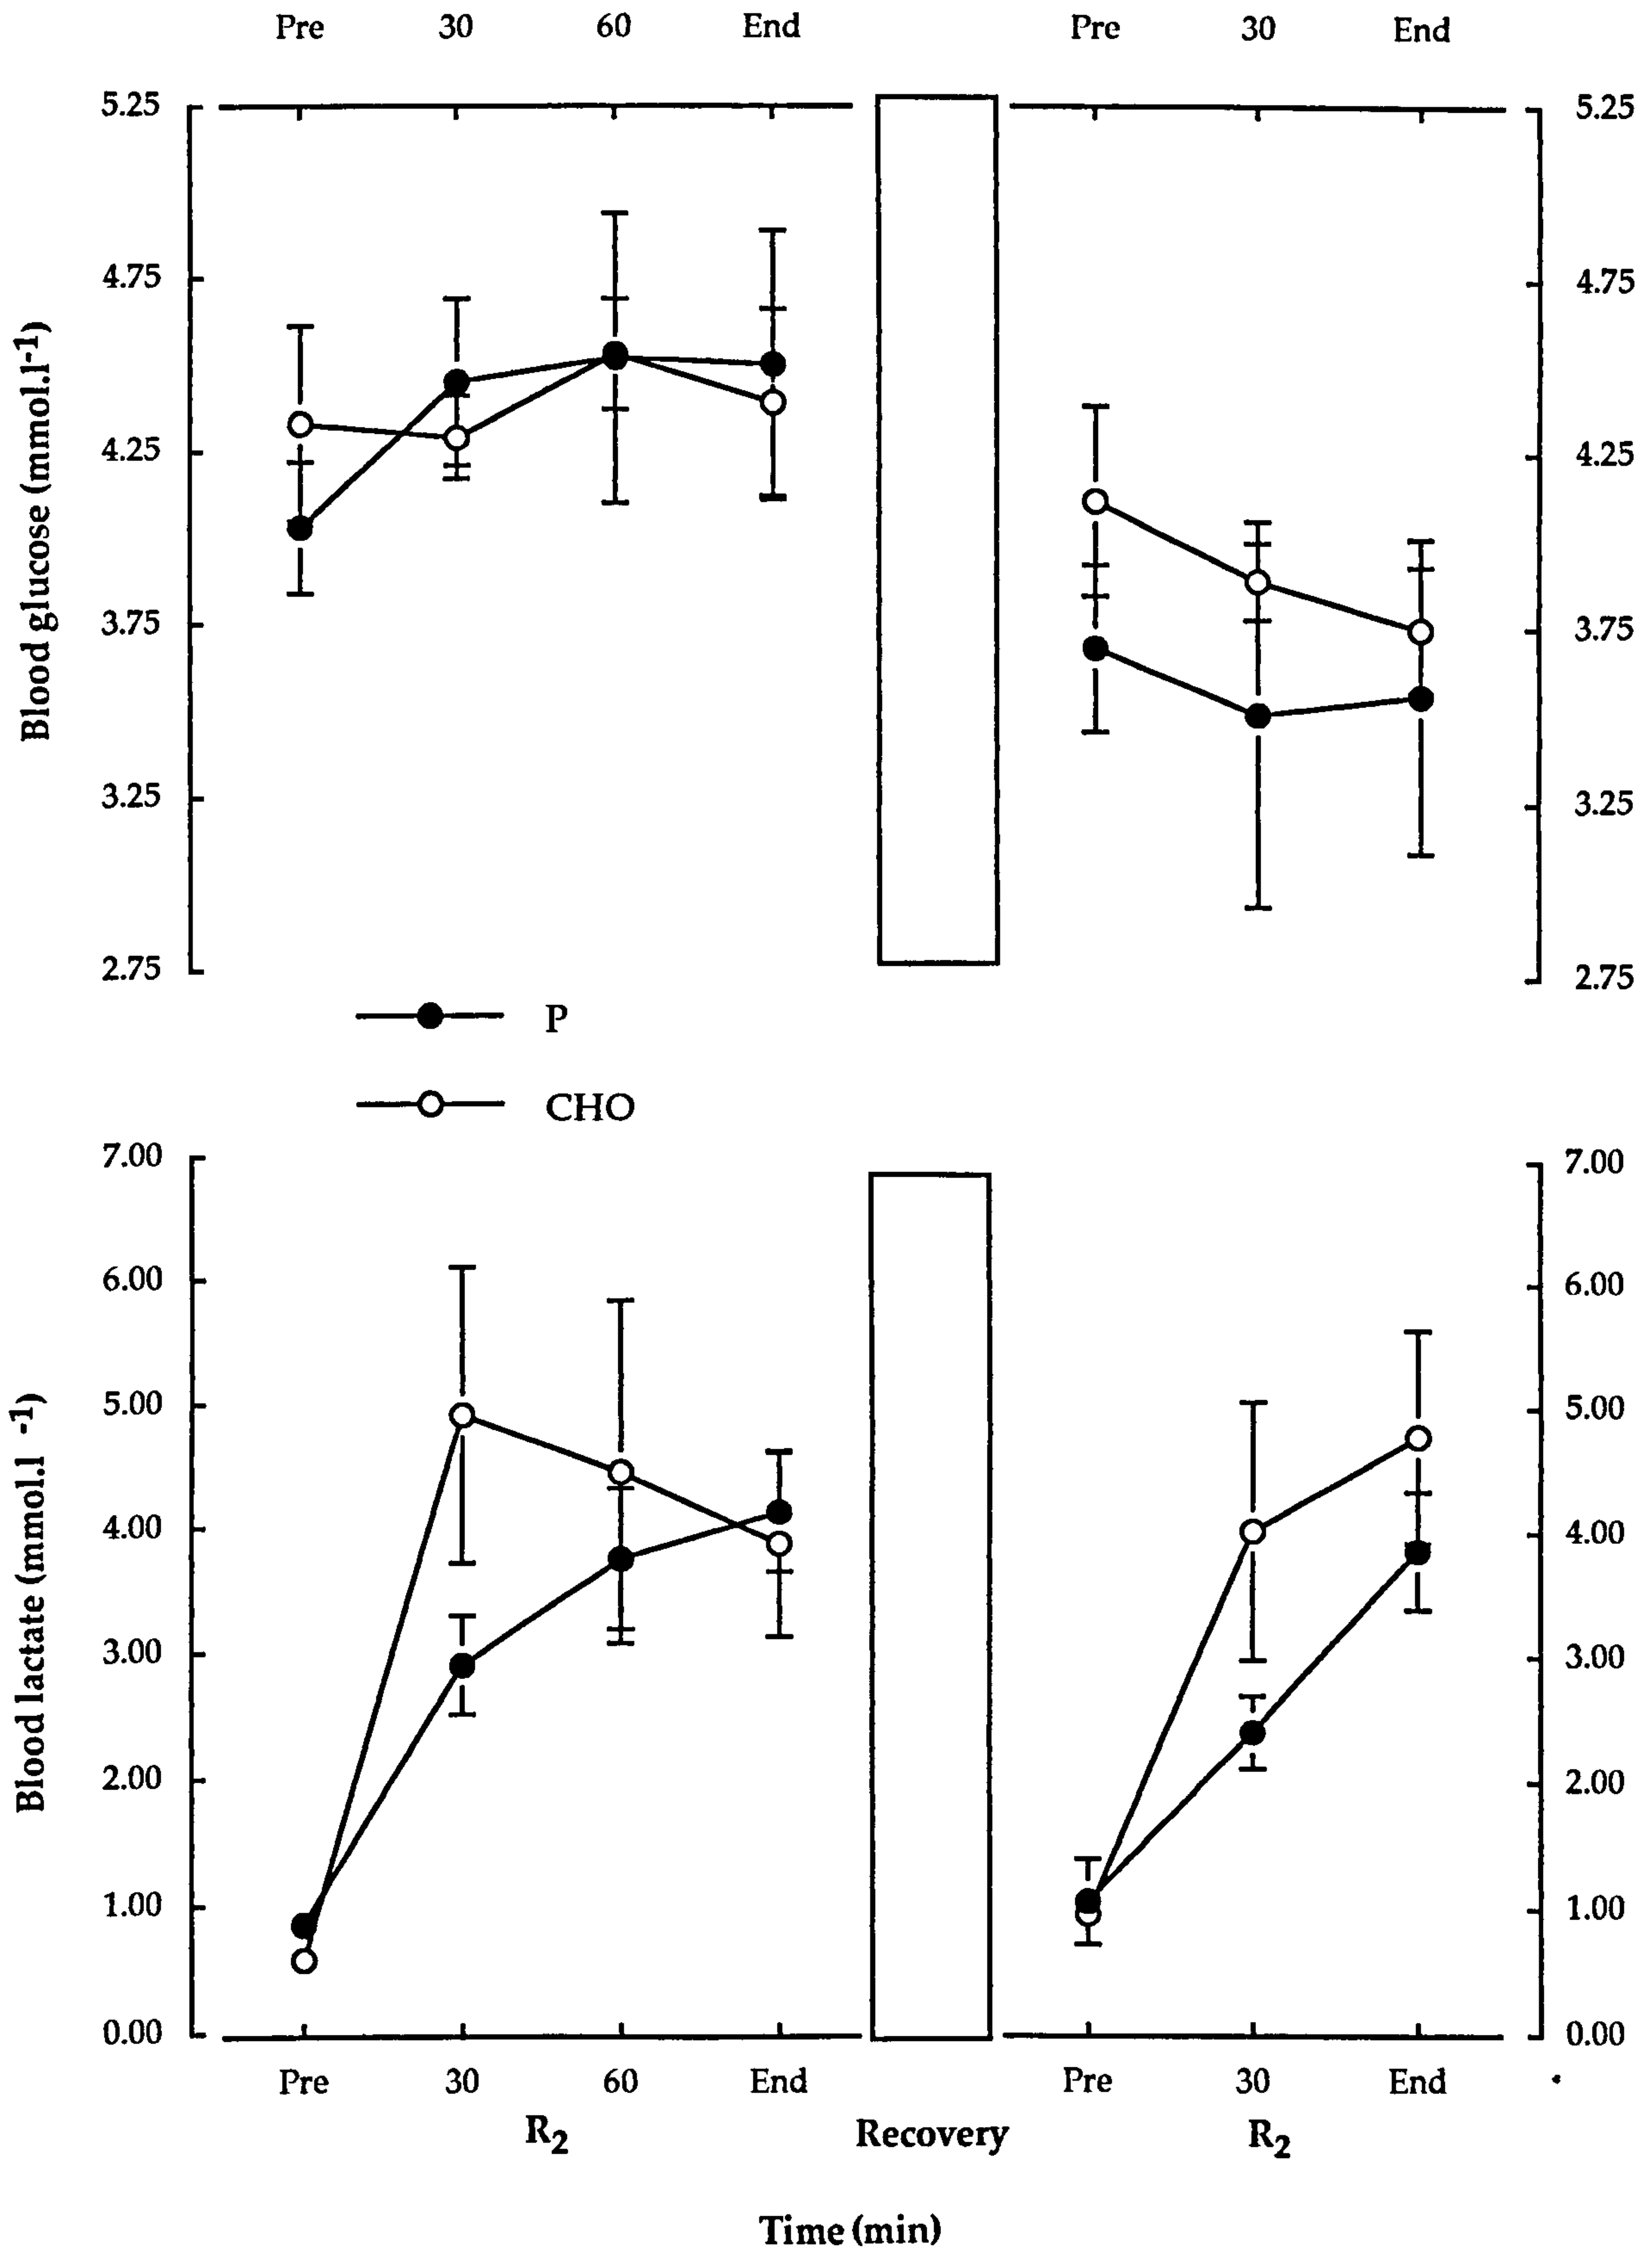 Pre 30 60 End Pre 30 End
5.25 5.25
4.75 4.75
4.25 4.25
3.75 3.75
3.25 3.25
2.75 2.75
Blood glucose (mmol.l-1)
P
CHO
7.00 7.00
6.00 6.00
5.00 5.00
4.00 4.00
3.00 3.00
2.00 2.00
1.00 1.00
0.00 0.00
Blood lactate (mmol.l -1)
Pre 30 60 End Pre 30 End
R2 Recovery R2
Time (min)